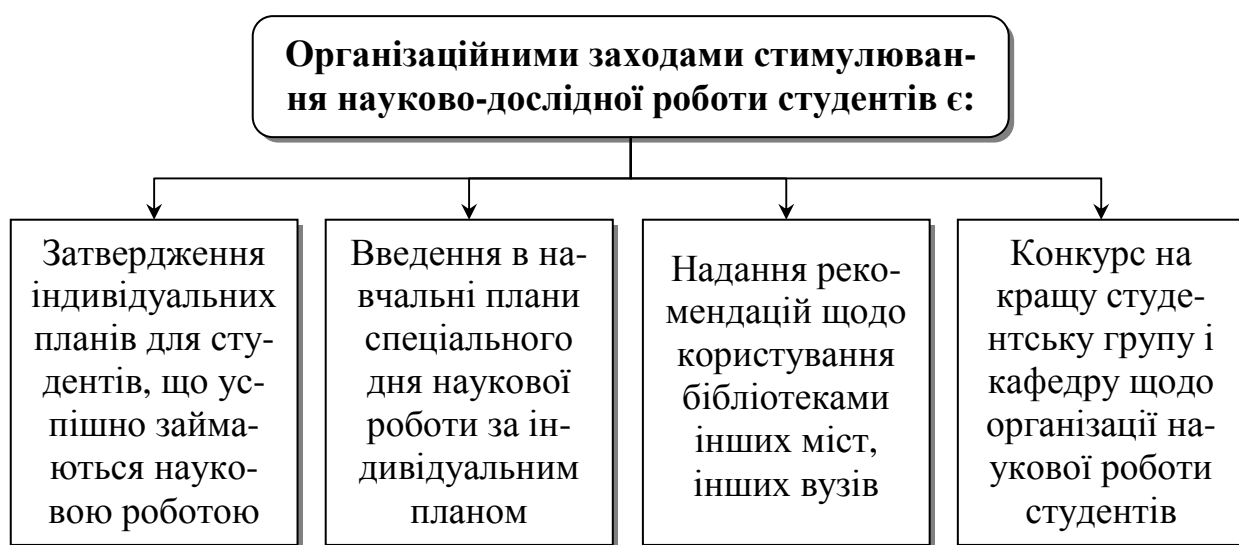 Організаційними заходами стимулюван-
ня науково-дослідної роботи студентів є:
Затвердження
індивідуальних
планів для сту-
дентів, що ус-
пішно займа-
ються науко-
вою роботою
Введення в на-
вчальні плани
спеціального
дня наукової
роботи за ін-
дивідуальним
планом
Надання реко-
мендацій щодо
користування
бібліотеками
інших міст,
інших вузів
Конкурс на
кращу студе-
нтську групу і
кафедру щодо
організації на-
укової роботи
студентів